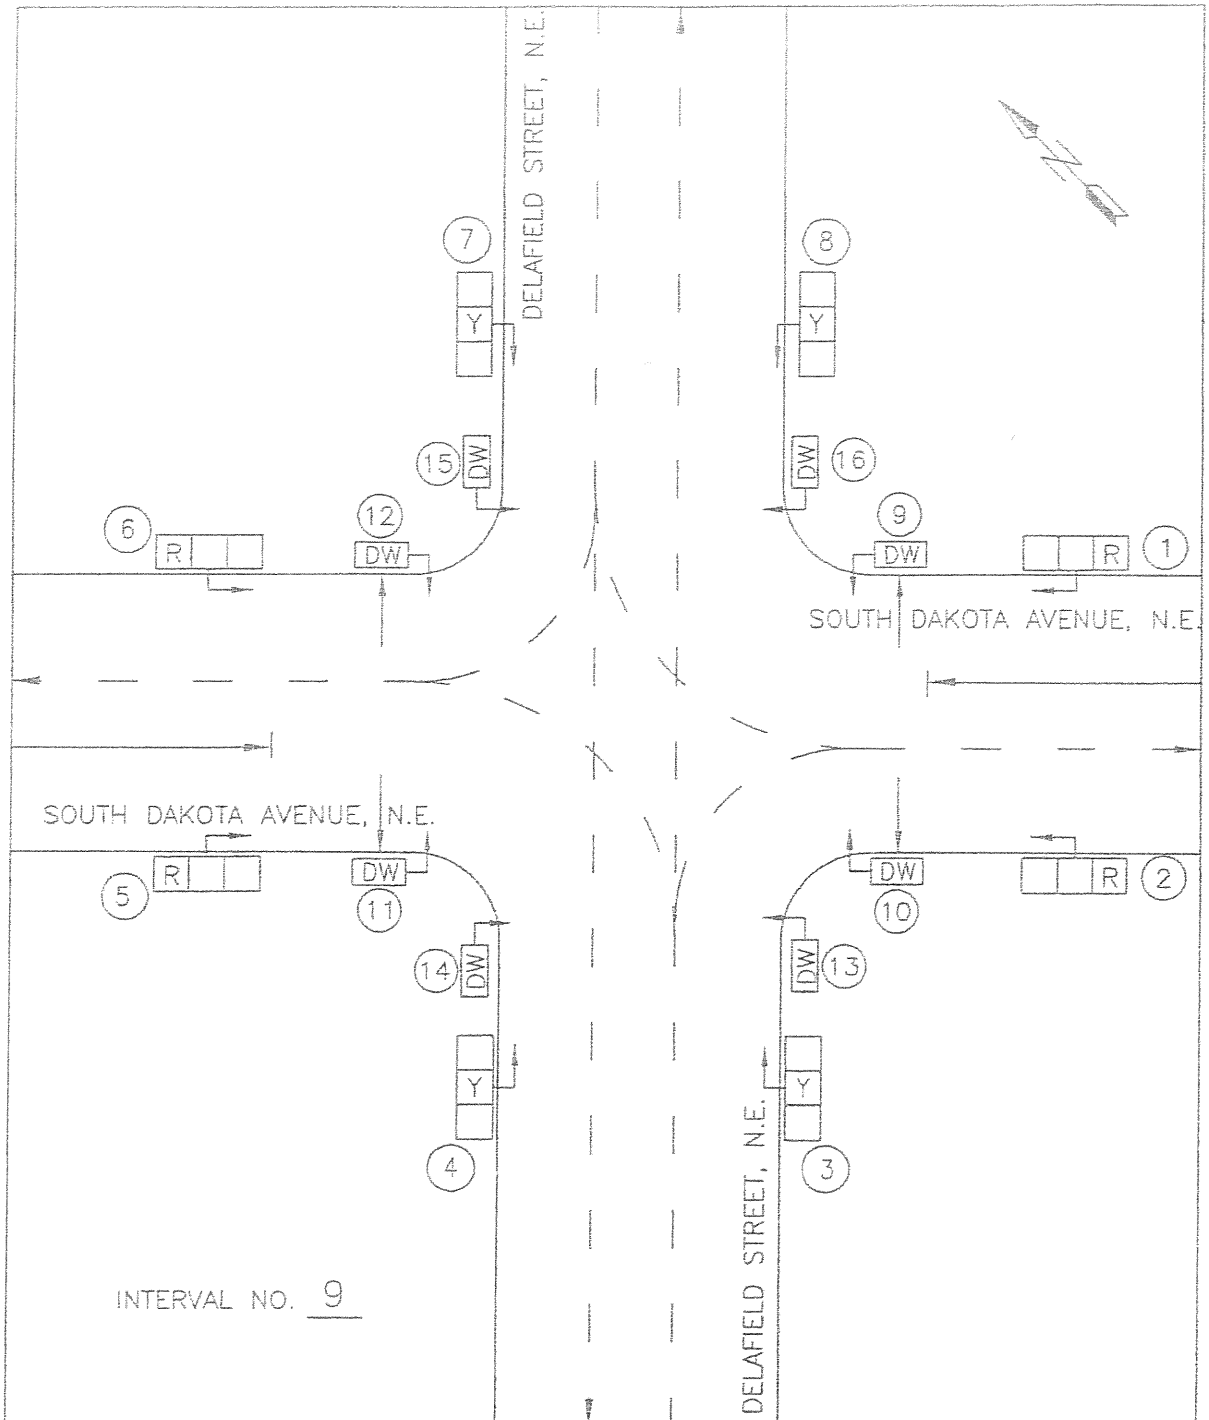 DELAFIELD STREET, N.E.
N
7
8
Y
Y
15
DW
DW
16
6
12
9
1
R
DW
DW
R
SOUTH DAKOTA AVENUE, N.E.
SOUTH DAKOTA AVENUE, N.E.
R
DW
DW
R
5
11
10
2
14
DW
DW
13
Y
Y
4
3
DELAFIELD STREET, N.E.
INTERVAL NO. 9